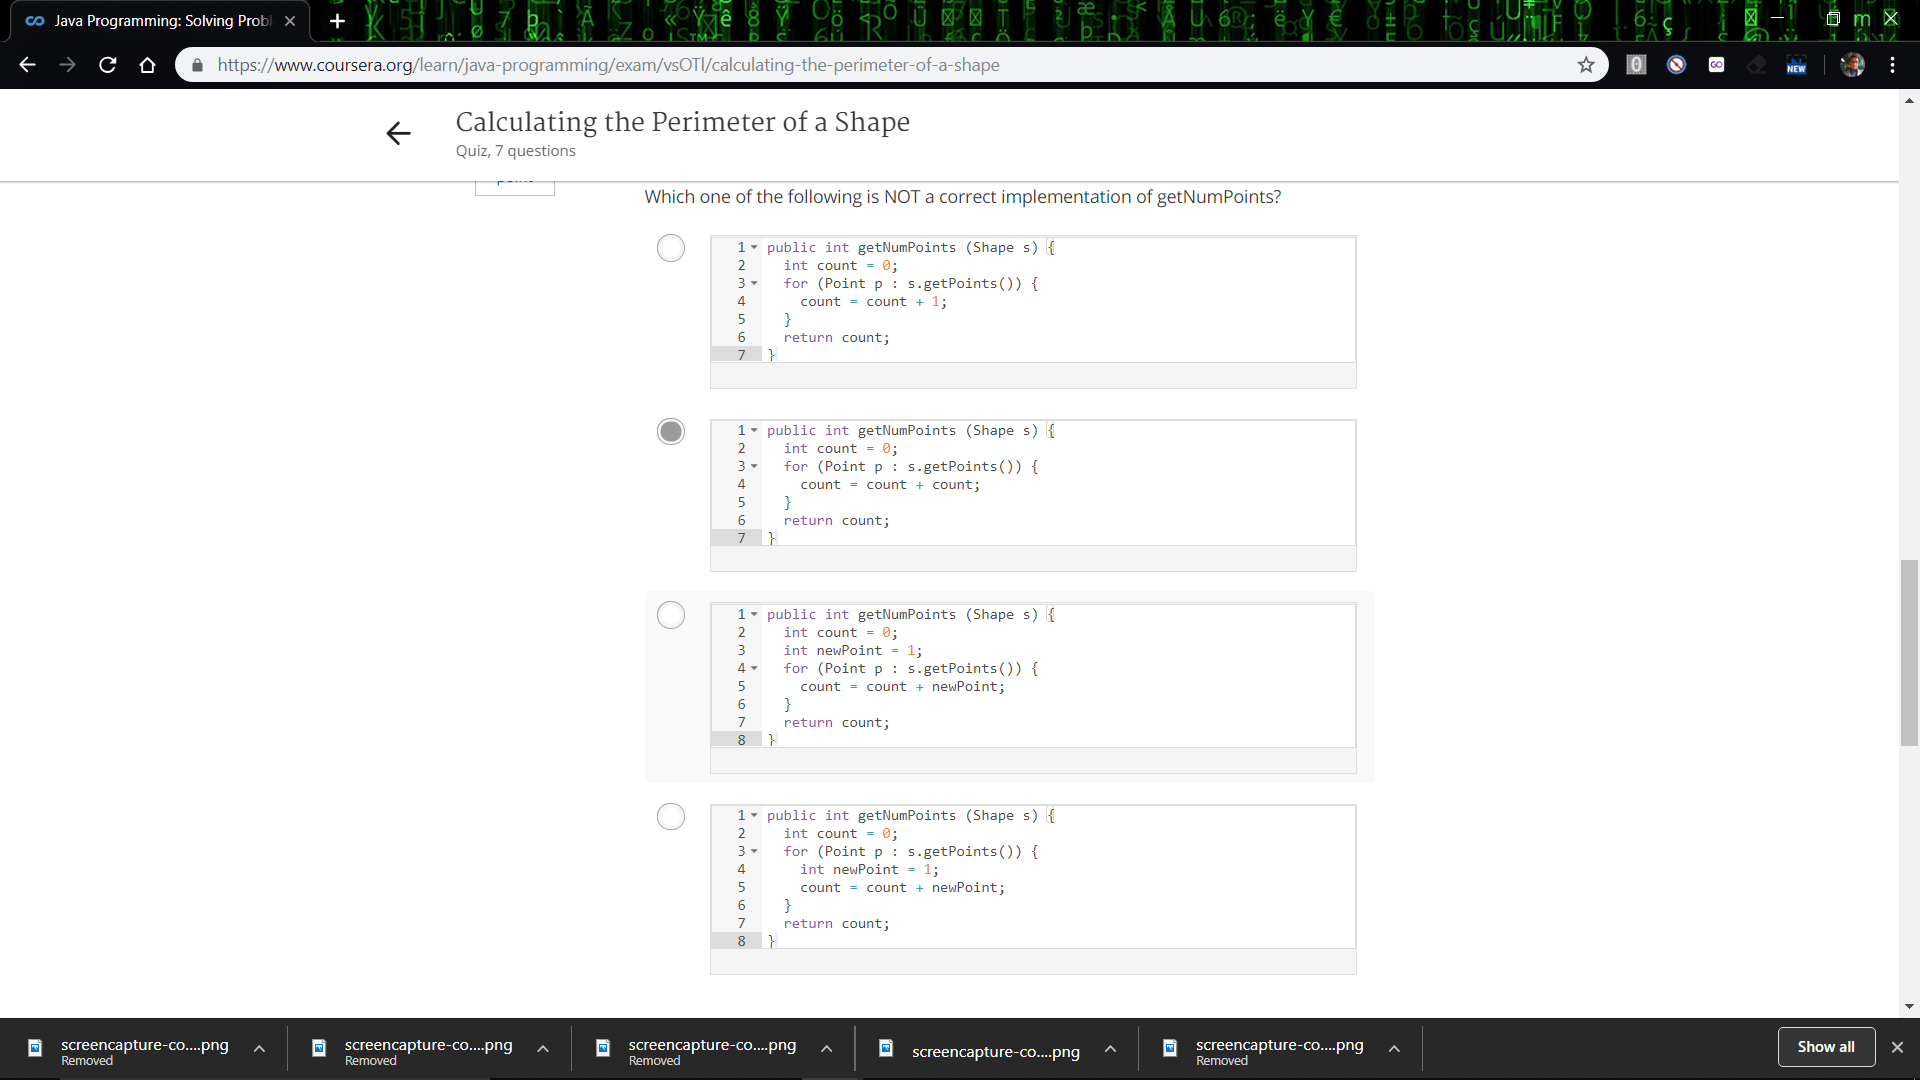 Java Programming: Solving Probl
https://www.coursera.org/learn/java-programming/exam/vsOTl/calculating-the-perimeter-of-a-shape
NEW
Calculating the Perimeter of a Shape
Quiz, 7 questions
point
Which one of the following is NOT a correct implementation of getNumPoints?
1 public int getNumPoints (Shape s) {
2 int count = 0;
3 for (Point p : s.getPoints()) {
4 count = count + 1;
5 }
6 return count;
7 }
1 public int getNumPoints (Shape s) {
2 int count = 0;
3 for (Point p : s.getPoints()) {
4 count = count + count;
5 }
6 return count;
7 }
1 public int getNumPoints (Shape s) {
2 int count = 0;
3 int newPoint = 1;
4 for (Point p : s.getPoints()) {
5 count = count + newPoint;
6 }
7 return count;
8 }
1 public int getNumPoints (Shape s) {
2 int count = 0;
3 for (Point p : s.getPoints()) {
4 int newPoint = 1;
5 count = count + newPoint;
6 }
7 return count;
8 }
screencapture-co....png
Removed
screencapture-co....png
Removed
screencapture-co....png
Removed
screencapture-co....png
screencapture-co....png
Removed
Show all